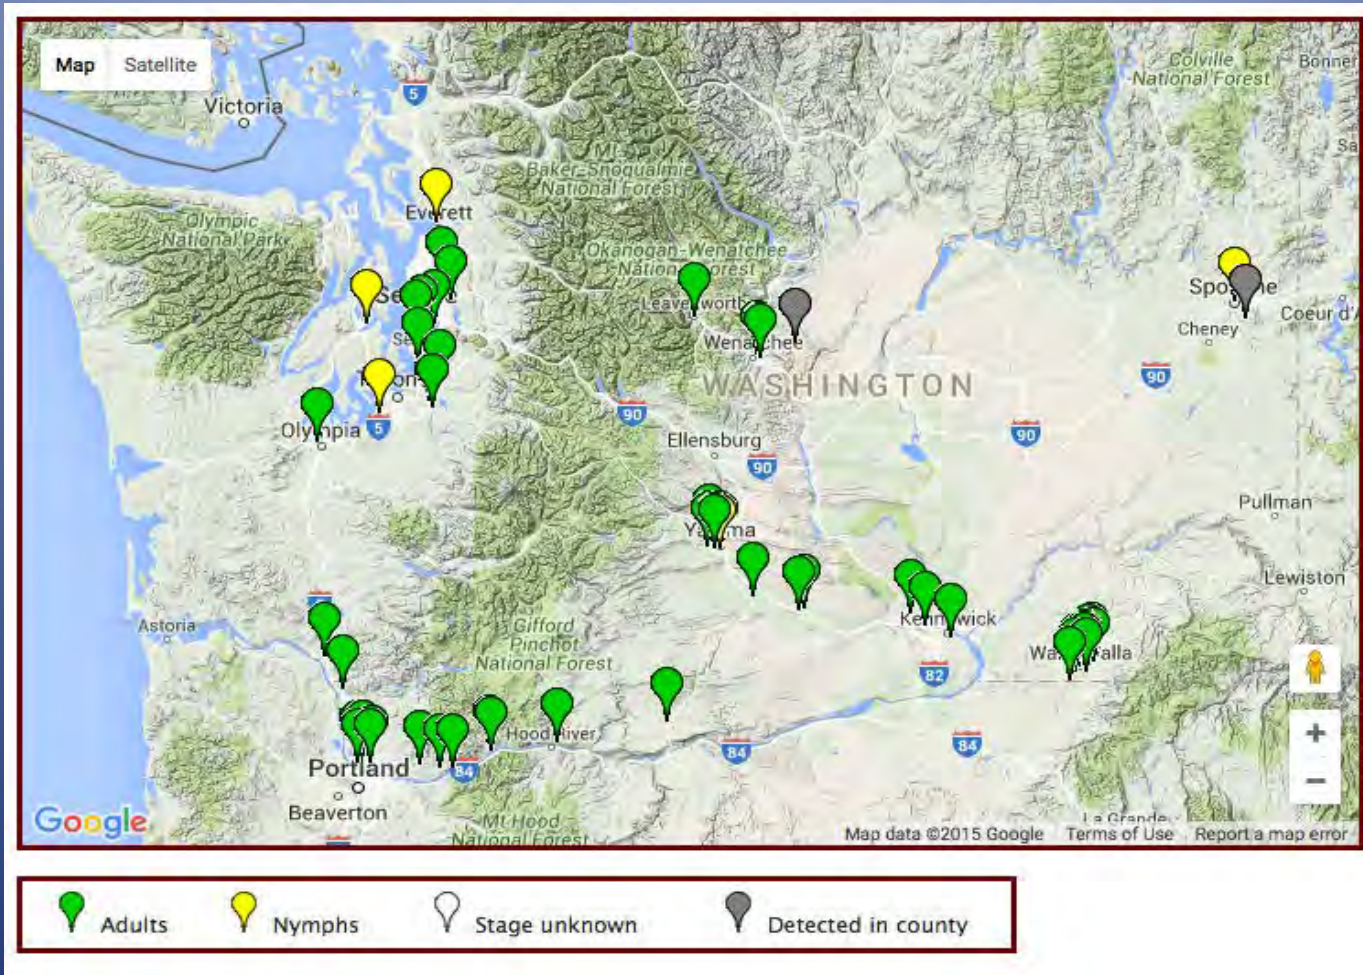 Map Satellite
Victoria
5
Colville
National Forest
Bonner
Mt
Baker-Snoqualmie
National Forest
Everett
Olympic
National Park
Okanogan-Wenatchee
National Forest
Leavenworth
Wenatchee
Cheney
Coeur d'A
WASHINGTON
90
90
90
Olympia
5
Ellensburg
90
Pullman
Yakima
Lewiston
Astoria
Gifford
Pinchot
National Forest
Kennewick
Walla Walla
82
Hood River
84
84
84
Portland
Beaverton
Mt Hood
National Forest
La Grande
Google
Map data ©2015 Google Terms of Use Report a map error
+
−
Adults Nymphs Stage unknown Detected in county